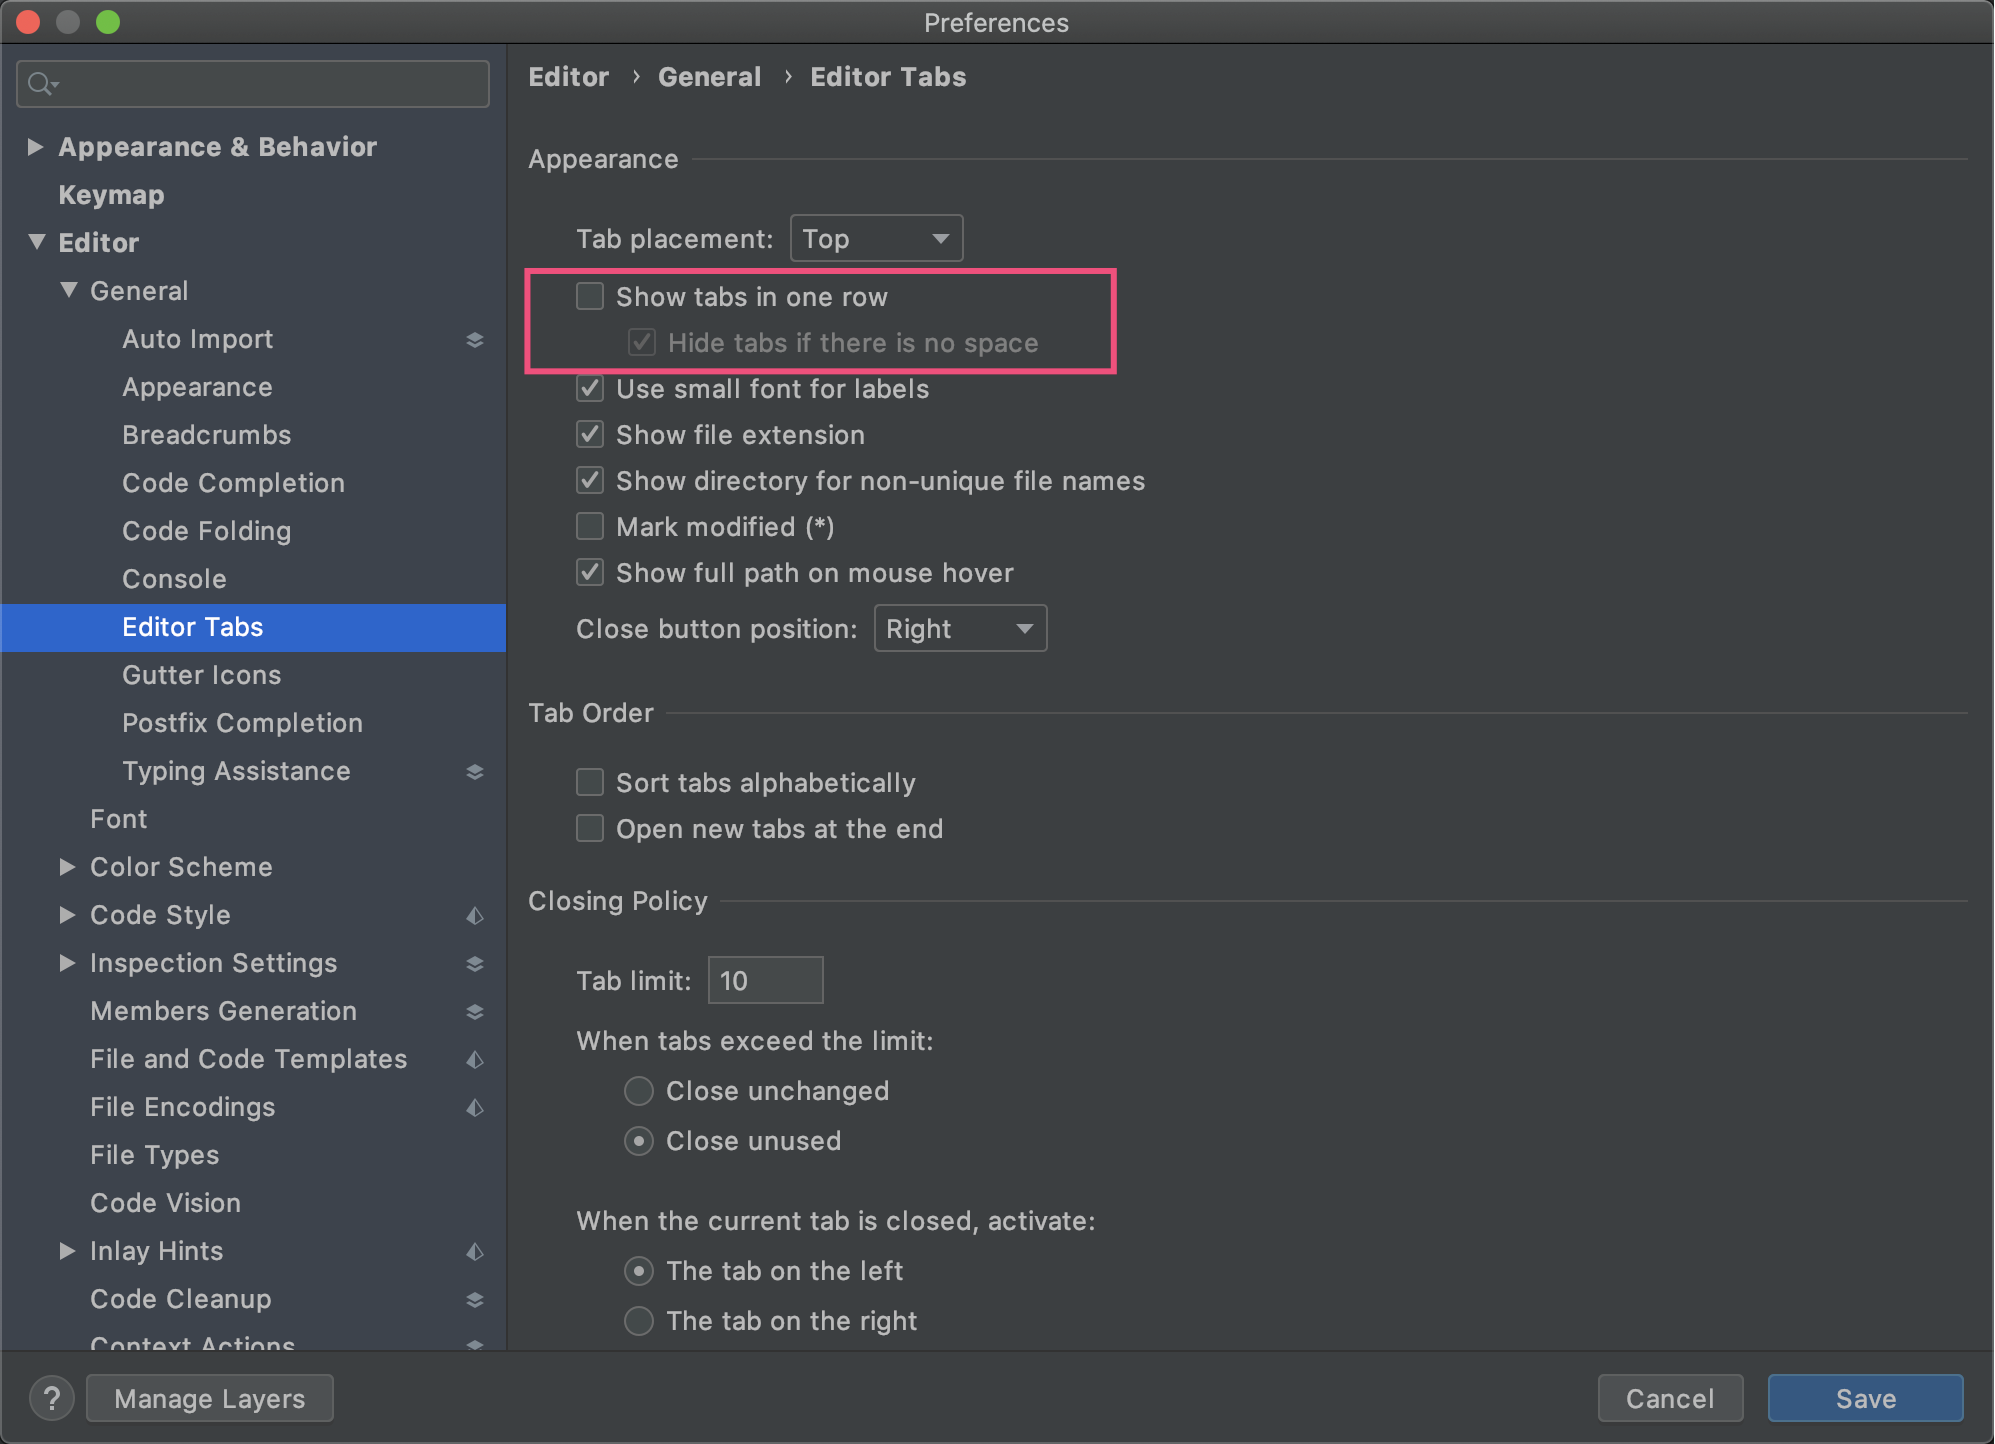 Preferences
Appearance & Behavior
Keymap
Editor
General
Auto Import
Appearance
Breadcrumbs
Code Completion
Code Folding
Console
Editor Tabs
Gutter Icons
Postfix Completion
Typing Assistance
Font
Color Scheme
Code Style
Inspection Settings
Members Generation
File and Code Templates
File Encodings
File Types
Code Vision
Inlay Hints
Code Cleanup
Context Actions
Editor › General › Editor Tabs
Appearance
Tab placement: Top
Show tabs in one row
Hide tabs if there is no space
Use small font for labels
Show file extension
Show directory for non-unique file names
Mark modified (*)
Show full path on mouse hover
Close button position: Right
Tab Order
Sort tabs alphabetically
Open new tabs at the end
Closing Policy
Tab limit: 10
When tabs exceed the limit:
Close unchanged
Close unused
When the current tab is closed, activate:
The tab on the left
The tab on the right
? Manage Layers
Cancel Save